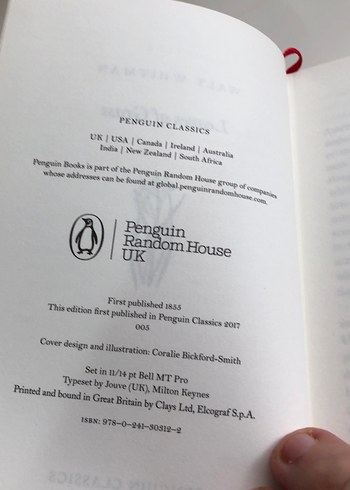 PENGUIN CLASSICS
UK | USA | Canada | Ireland | Australia
India | New Zealand | South Africa
Penguin Books is part of the Penguin Random House group of companies
whose addresses can be found at global.penguinrandomhouse.com.
Penguin
Random House
UK
First published 1855
This edition first published in Penguin Classics 2017
005
Cover design and illustration: Coralie Bickford-Smith
Set in 11/14 pt Bell MT Pro
Typeset by Jouve (UK), Milton Keynes
Printed and bound in Great Britain by Clays Ltd, Elcograf S.p.A.
ISBN: 978-0-241-30312-2